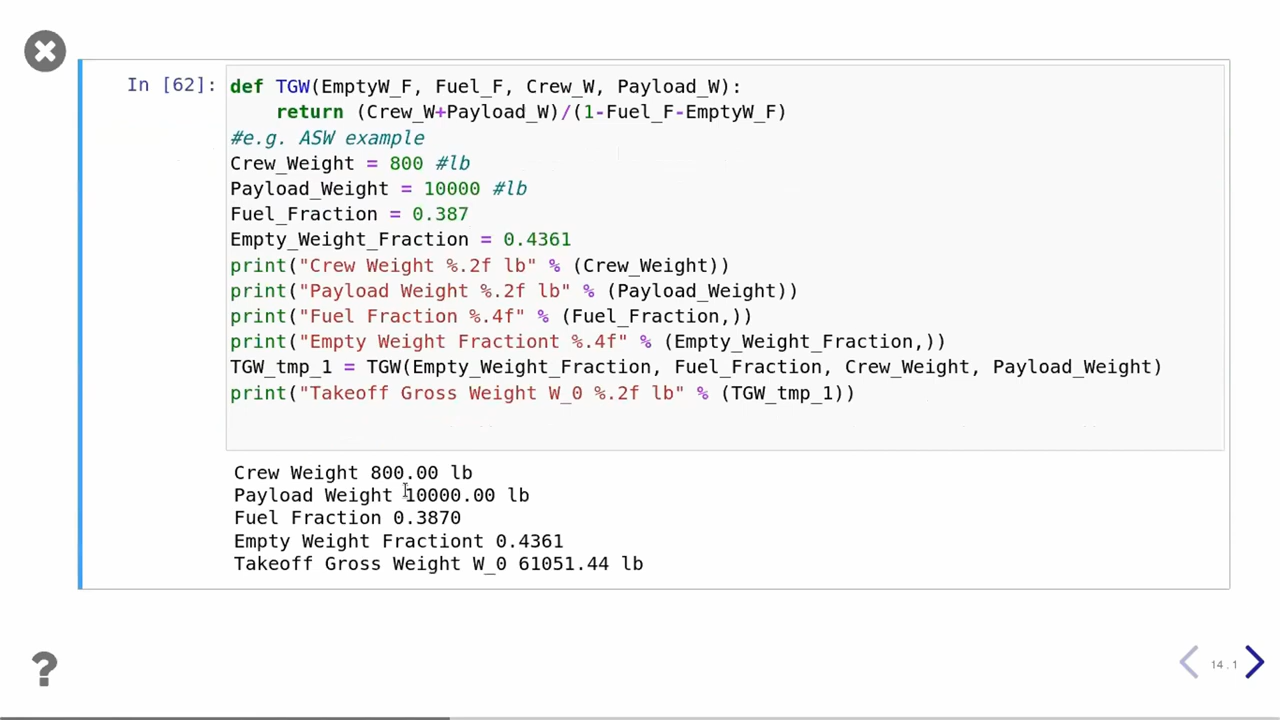 In [62]:
def TGW(EmptyW_F, Fuel_F, Crew_W, Payload_W):
    return (Crew_W+Payload_W)/(1-Fuel_F-EmptyW_F)
#e.g. ASW example
Crew_Weight = 800 #lb
Payload_Weight = 10000 #lb
Fuel_Fraction = 0.387
Empty_Weight_Fraction = 0.4361
print("Crew Weight %.2f lb" % (Crew_Weight))
print("Payload Weight %.2f lb" % (Payload_Weight))
print("Fuel Fraction %.4f" % (Fuel_Fraction,))
print("Empty Weight Fractiont %.4f" % (Empty_Weight_Fraction,))
TGW_tmp_1 = TGW(Empty_Weight_Fraction, Fuel_Fraction, Crew_Weight, Payload_Weight)
print("Takeoff Gross Weight W_0 %.2f lb" % (TGW_tmp_1))
Crew Weight 800.00 lb
Payload Weight 10000.00 lb
Fuel Fraction 0.3870
Empty Weight Fractiont 0.4361
Takeoff Gross Weight W_0 61051.44 lb
?
14.1